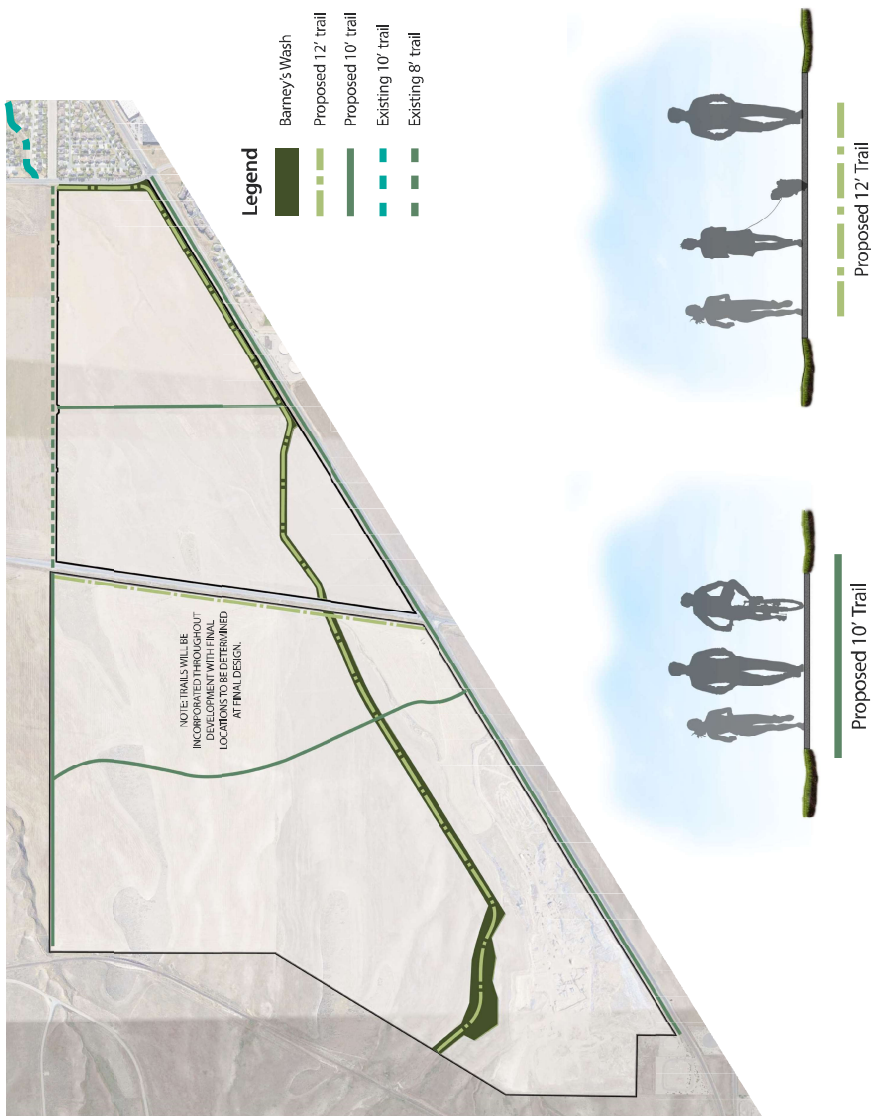 Legend
Barney's Wash
Proposed 12' trail
Proposed 10' trail
Existing 10' trail
Existing 8' trail
NOTE: TRAILS WILL BE
INCORPORATED THROUGHOUT
DEVELOPMENT WITH FINAL
LOCATIONS TO BE DETERMINED
AT FINAL DESIGN.
Proposed 10' Trail
Proposed 12' Trail